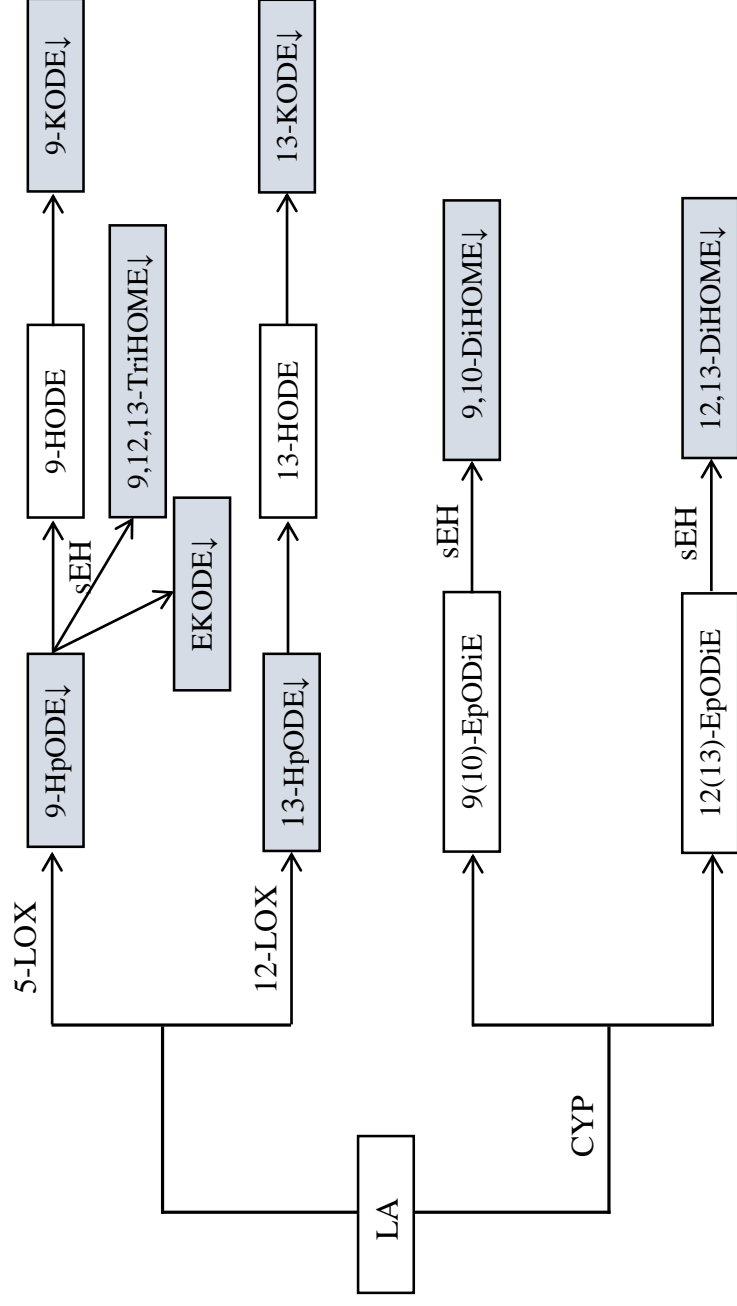 LA
5-LOX
12-LOX
CYP
9-HpODE↓
sEH
9-HODE
9-KODE↓
9,12,13-TriHOME↓
EKODE↓
13-HpODE↓
13-HODE
13-KODE↓
9(10)-EpODiE
sEH
9,10-DiHOME↓
12(13)-EpODiE
sEH
12,13-DiHOME↓